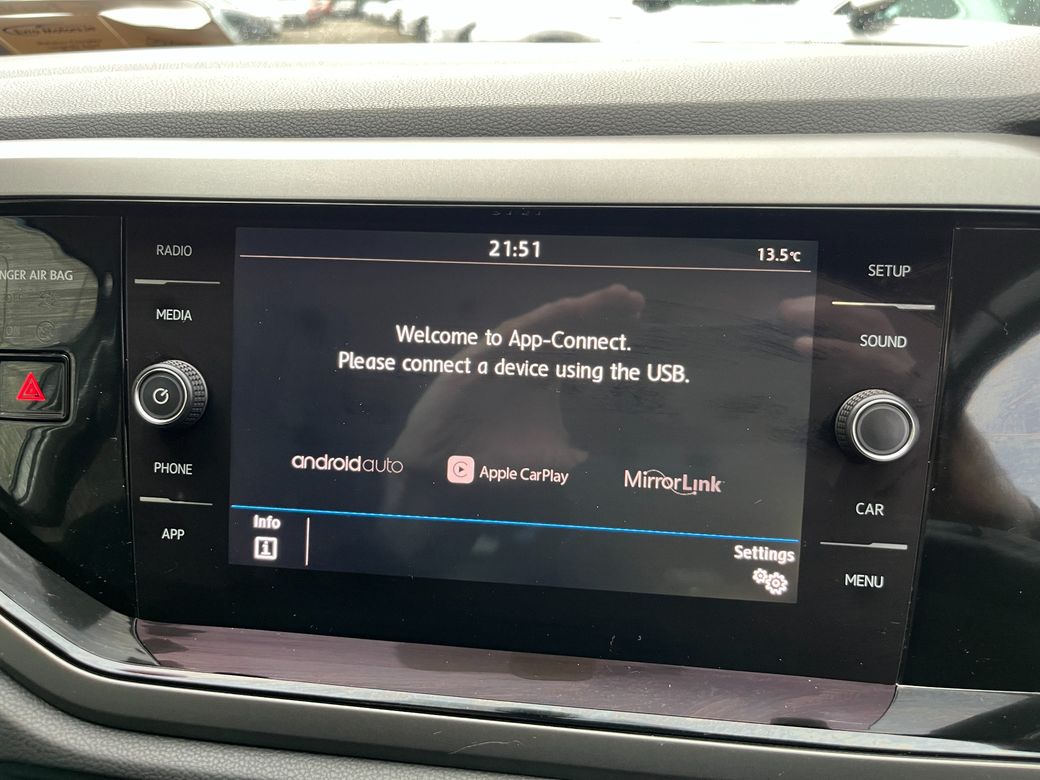 RADIO
NGER AIR BAG
MEDIA
PHONE
APP
21:51
13.5°C
Welcome to App-Connect.
Please connect a device using the USB.
androidauto
Apple CarPlay
MirrorLink
Info
i
Settings
SETUP
SOUND
CAR
MENU